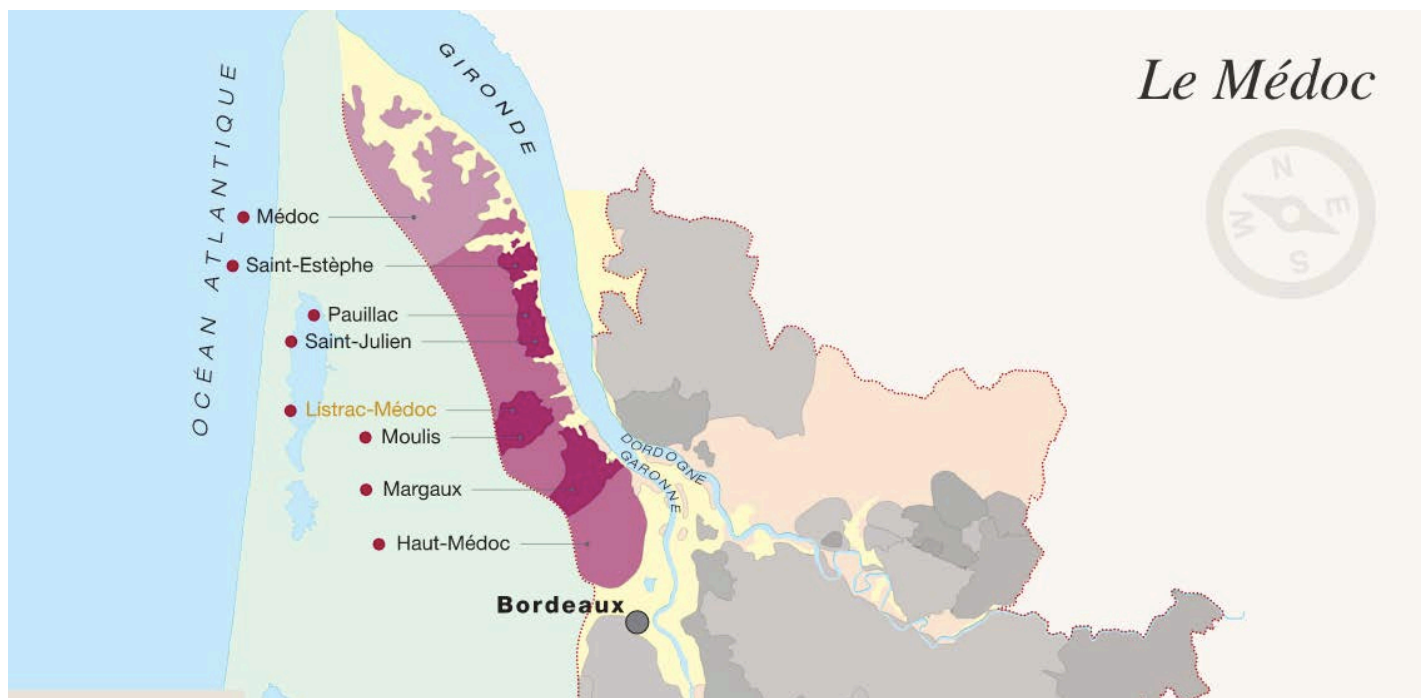 Le Médoc
OCÉAN ATLANTIQUE
GIRONDE
N
E
S
W
Médoc
Saint-Estèphe
Pauillac
Saint-Julien
Listrac-Médoc
Moulis
Margaux
Haut-Médoc
DORDOGNE
GARONNE
Bordeaux